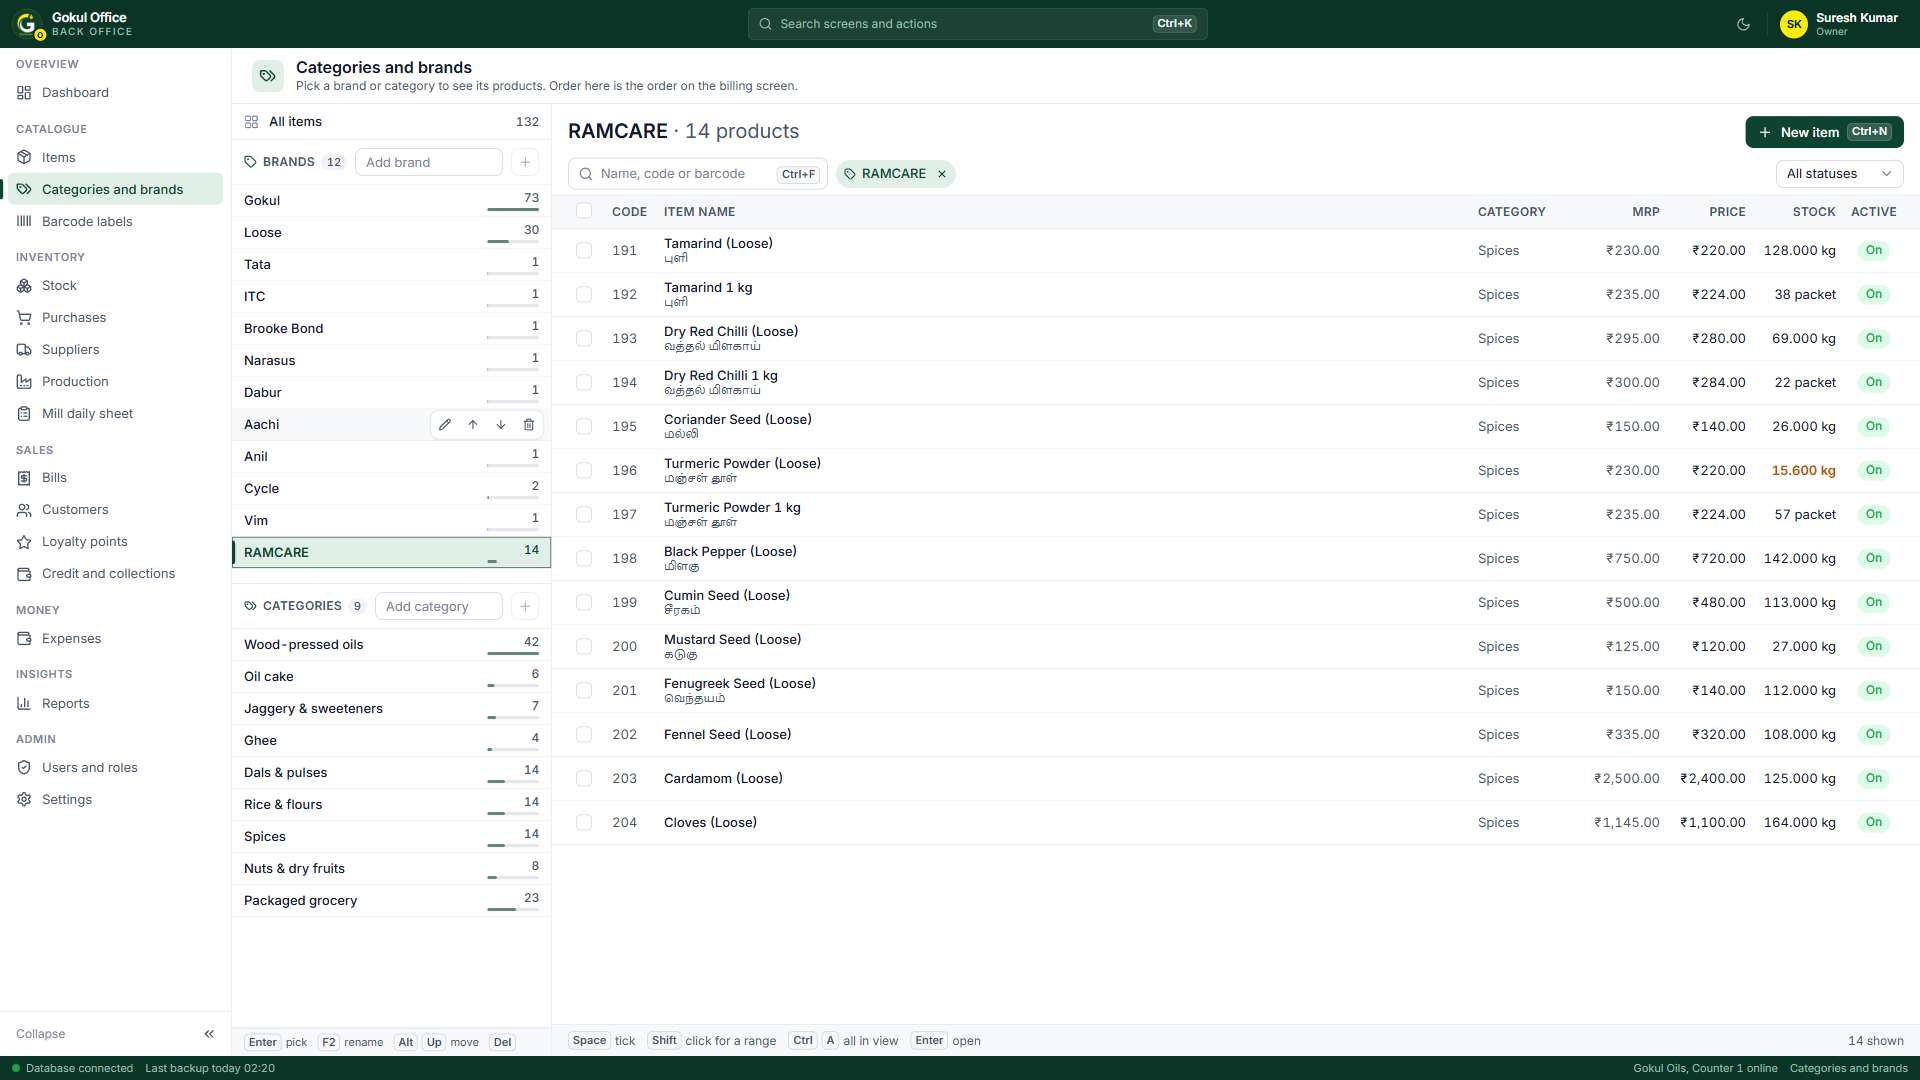 Gokul Office
BACK OFFICE
Search screens and actions Ctrl+K
SK Suresh Kumar
Owner
OVERVIEW
Dashboard
CATALOGUE
Items
Categories and brands
Barcode labels
INVENTORY
Stock
Purchases
Suppliers
Production
Mill daily sheet
SALES
Bills
Customers
Loyalty points
Credit and collections
MONEY
Expenses
INSIGHTS
Reports
ADMIN
Users and roles
Settings
Collapse
Categories and brands
Pick a brand or category to see its products. Order here is the order on the billing screen.
All items 132
BRANDS 12 Add brand
Gokul 73
Loose 30
Tata 1
ITC 1
Brooke Bond 1
Narasus 1
Dabur 1
Aachi
Anil 1
Cycle 2
Vim 1
RAMCARE 14
CATEGORIES 9 Add category
Wood-pressed oils 42
Oil cake 6
Jaggery & sweeteners 7
Ghee 4
Dals & pulses 14
Rice & flours 14
Spices 14
Nuts & dry fruits 8
Packaged grocery 23
Enter pick F2 rename Alt Up move Del
RAMCARE · 14 products
New item Ctrl+N
Name, code or barcode Ctrl+F RAMCARE All statuses
CODE ITEM NAME CATEGORY MRP PRICE STOCK ACTIVE
191 Tamarind (Loose) Spices ₹230.00 ₹220.00 128.000 kg On
புளி
192 Tamarind 1 kg Spices ₹235.00 ₹224.00 38 packet On
புளி
193 Dry Red Chilli (Loose) Spices ₹295.00 ₹280.00 69.000 kg On
வத்தல் மிளகாய்
194 Dry Red Chilli 1 kg Spices ₹300.00 ₹284.00 22 packet On
வத்தல் மிளகாய்
195 Coriander Seed (Loose) Spices ₹150.00 ₹140.00 26.000 kg On
மல்லி
196 Turmeric Powder (Loose) Spices ₹230.00 ₹220.00 15.600 kg On
மஞ்சள் தூள்
197 Turmeric Powder 1 kg Spices ₹235.00 ₹224.00 57 packet On
மஞ்சள் தூள்
198 Black Pepper (Loose) Spices ₹750.00 ₹720.00 142.000 kg On
மிளகு
199 Cumin Seed (Loose) Spices ₹500.00 ₹480.00 113.000 kg On
சீரகம்
200 Mustard Seed (Loose) Spices ₹125.00 ₹120.00 27.000 kg On
கடுகு
201 Fenugreek Seed (Loose) Spices ₹150.00 ₹140.00 112.000 kg On
வெந்தயம்
202 Fennel Seed (Loose) Spices ₹335.00 ₹320.00 108.000 kg On
203 Cardamom (Loose) Spices ₹2,500.00 ₹2,400.00 125.000 kg On
204 Cloves (Loose) Spices ₹1,145.00 ₹1,100.00 164.000 kg On
Space tick Shift click for a range Ctrl A all in view Enter open 14 shown
Database connected Last backup today 02:20 Gokul Oils, Counter 1 online Categories and brands